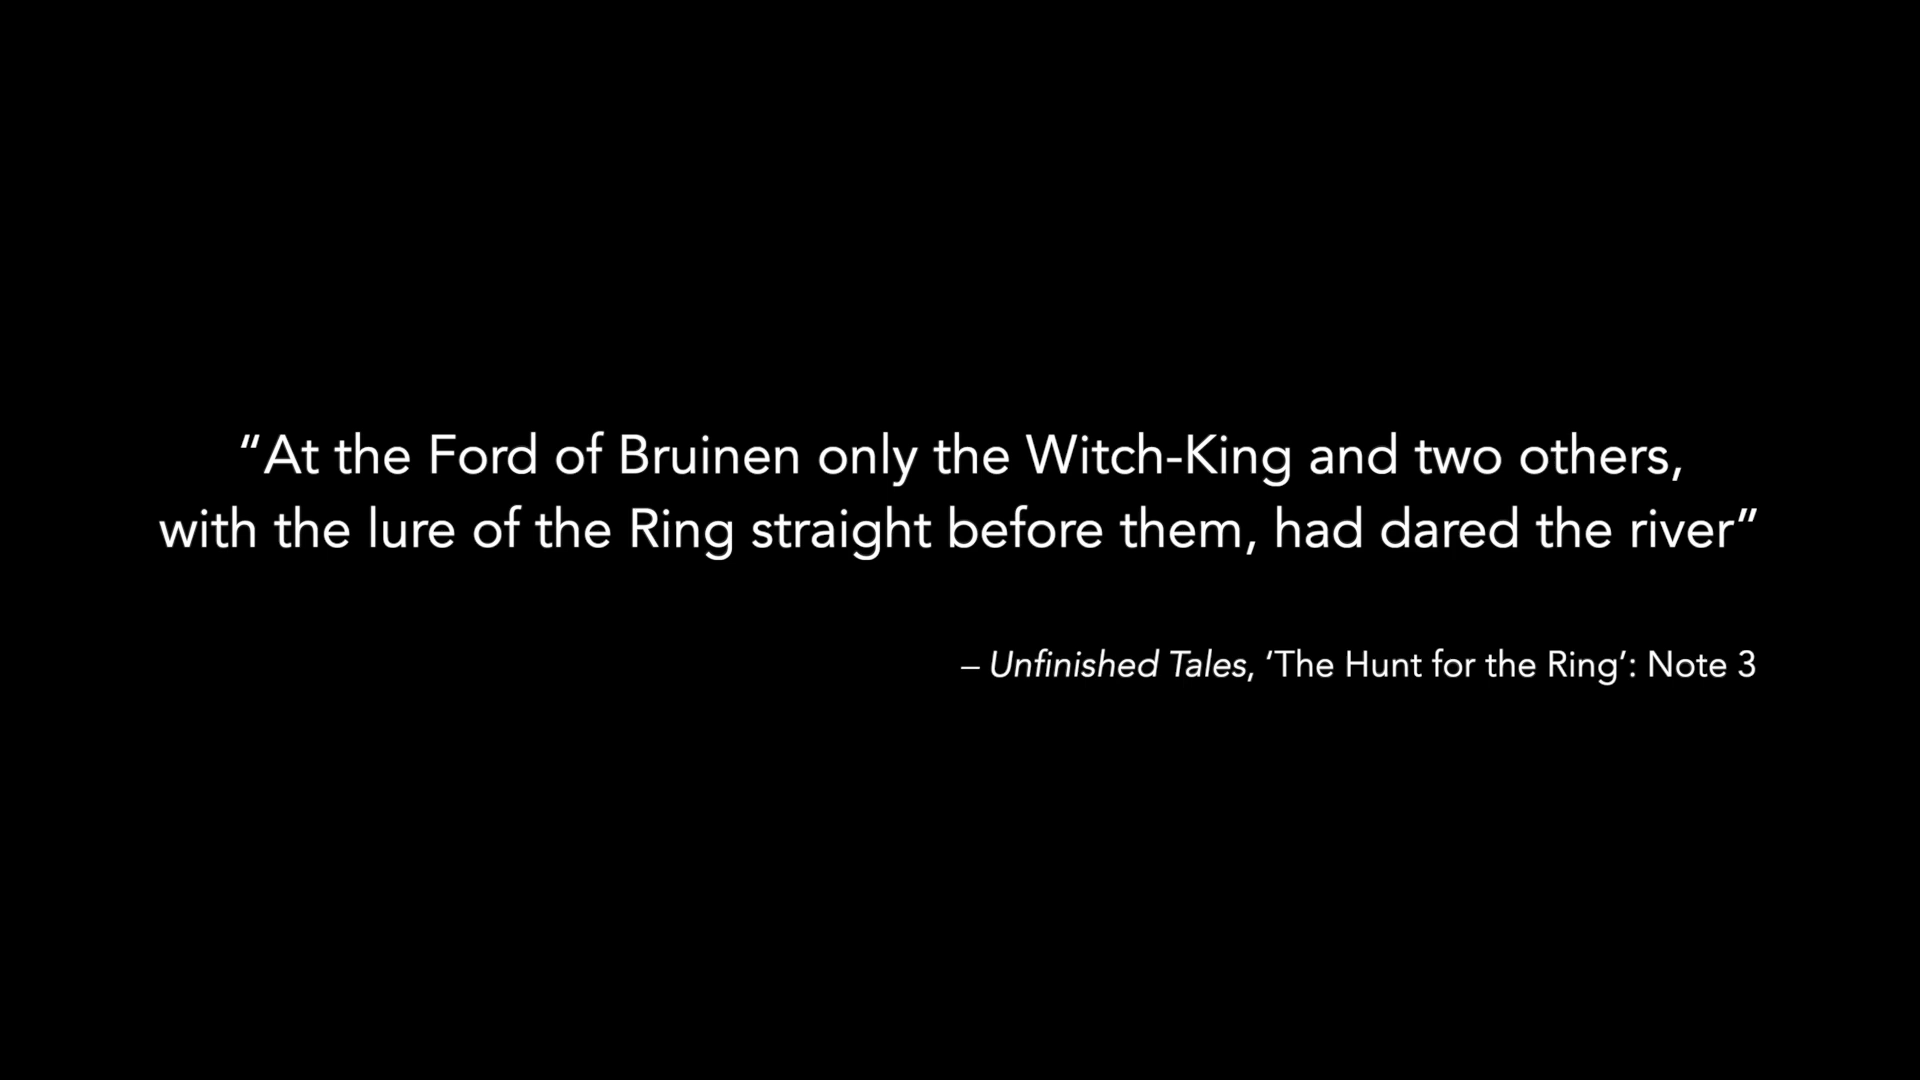 “At the Ford of Bruinen only the Witch-King and two others,
with the lure of the Ring straight before them, had dared the river”
– Unfinished Tales, ‘The Hunt for the Ring’: Note 3